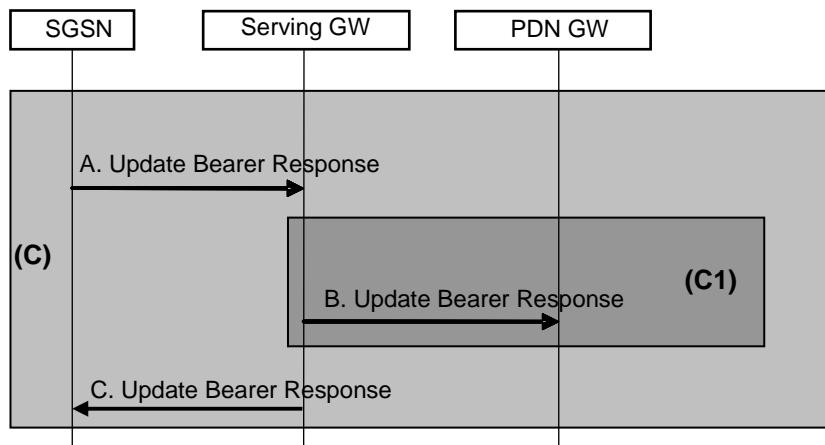 SGSN
Serving GW
PDN GW
A. Update Bearer Response
(C)
(C1)
B. Update Bearer Response
C. Update Bearer Response